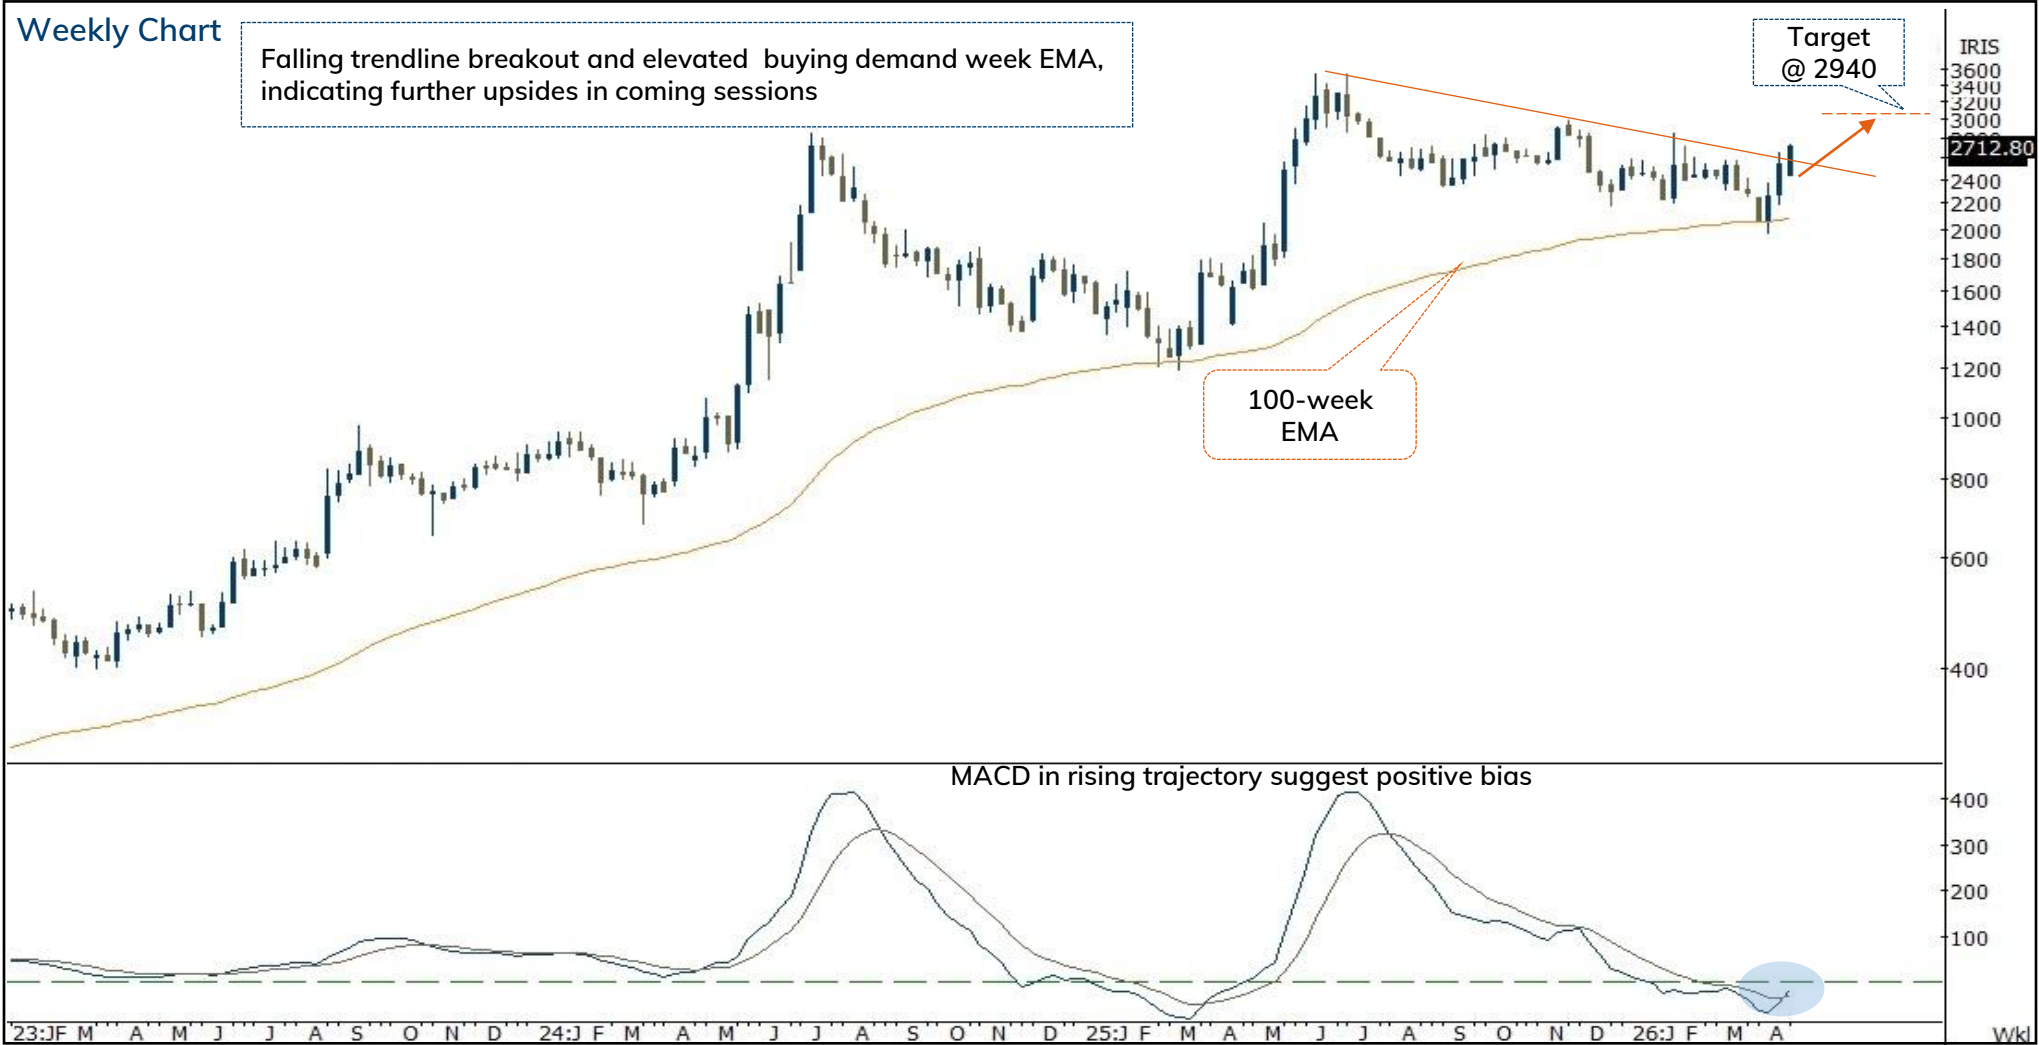 Weekly Chart
Falling trendline breakout and elevated buying demand week EMA,
indicating further upsides in coming sessions
Target
@ 2940
IRIS
3600
3400
3200
3000
2712.80
2400
2200
2000
1800
1600
1400
1200
1000
800
600
400
100-week
EMA
MACD in rising trajectory suggest positive bias
400
300
200
100
23:JF M A M J J A S O N D 24:J F M A M J J A S O N D 25:J F M A M J J A S O N D 26:J F M A Wkl